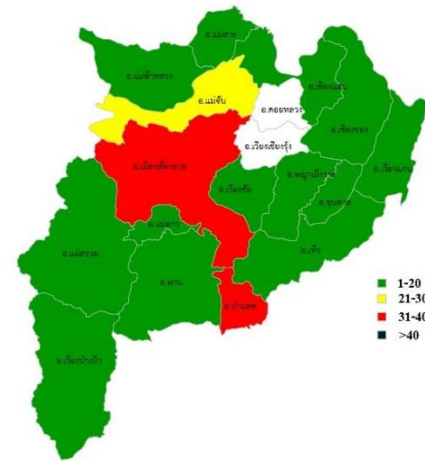 อ.แม่สาย
อ.แม่ฟ้าหลวง
อ.แม่จัน
อ.ดอยหลวง
อ.เชียงแสน
อ.เชียงของ
อ.เวียงเชียงรุ้ง
อ.เมืองเชียงราย
อ.พญาเม็งราย
อ.เวียงแก่น
อ.เวียงชัย
อ.ขุนตาล
อ.แม่ลาว
อ.แม่สรวย
อ.เทิง
อ.พาน
อ.ป่าแดด
อ.เวียงป่าเป้า
1-20
21-30
31-40
>40